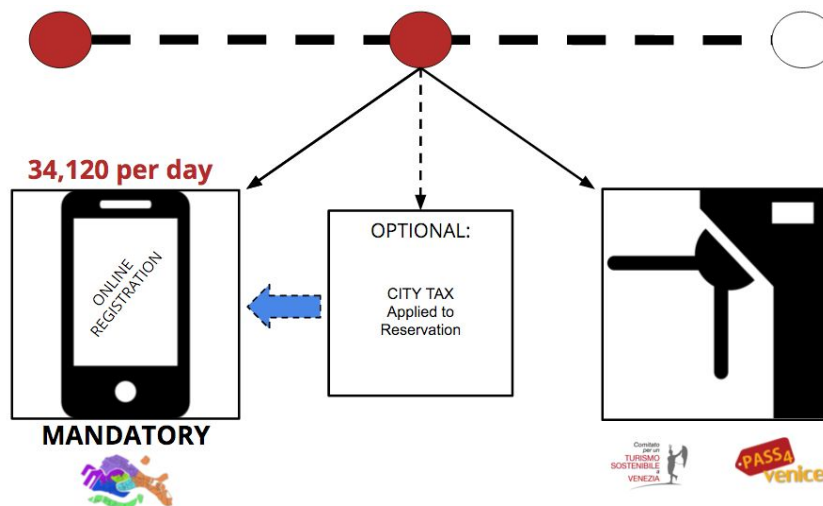 34,120 per day
ONLINE
REGISTRATION
MANDATORY
OPTIONAL:
CITY TAX
Applied to
Reservation
Comitato
per un
TURISMO
SOSTENIBILE
a
VENEZIA
PASS4
venice